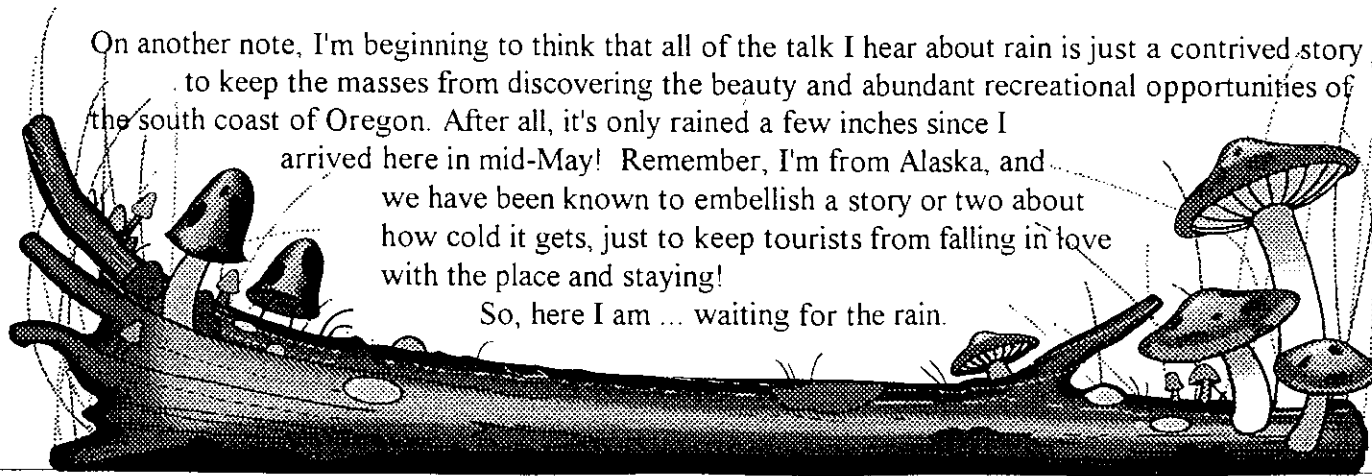 On another note, I'm beginning to think that all of the talk I hear about rain is just a contrived story
to keep the masses from discovering the beauty and abundant recreational opportunities of
the south coast of Oregon. After all, it's only rained a few inches since I
arrived here in mid-May! Remember, I'm from Alaska, and
we have been known to embellish a story or two about
how cold it gets, just to keep tourists from falling in love
with the place and staying!
So, here I am ... waiting for the rain.